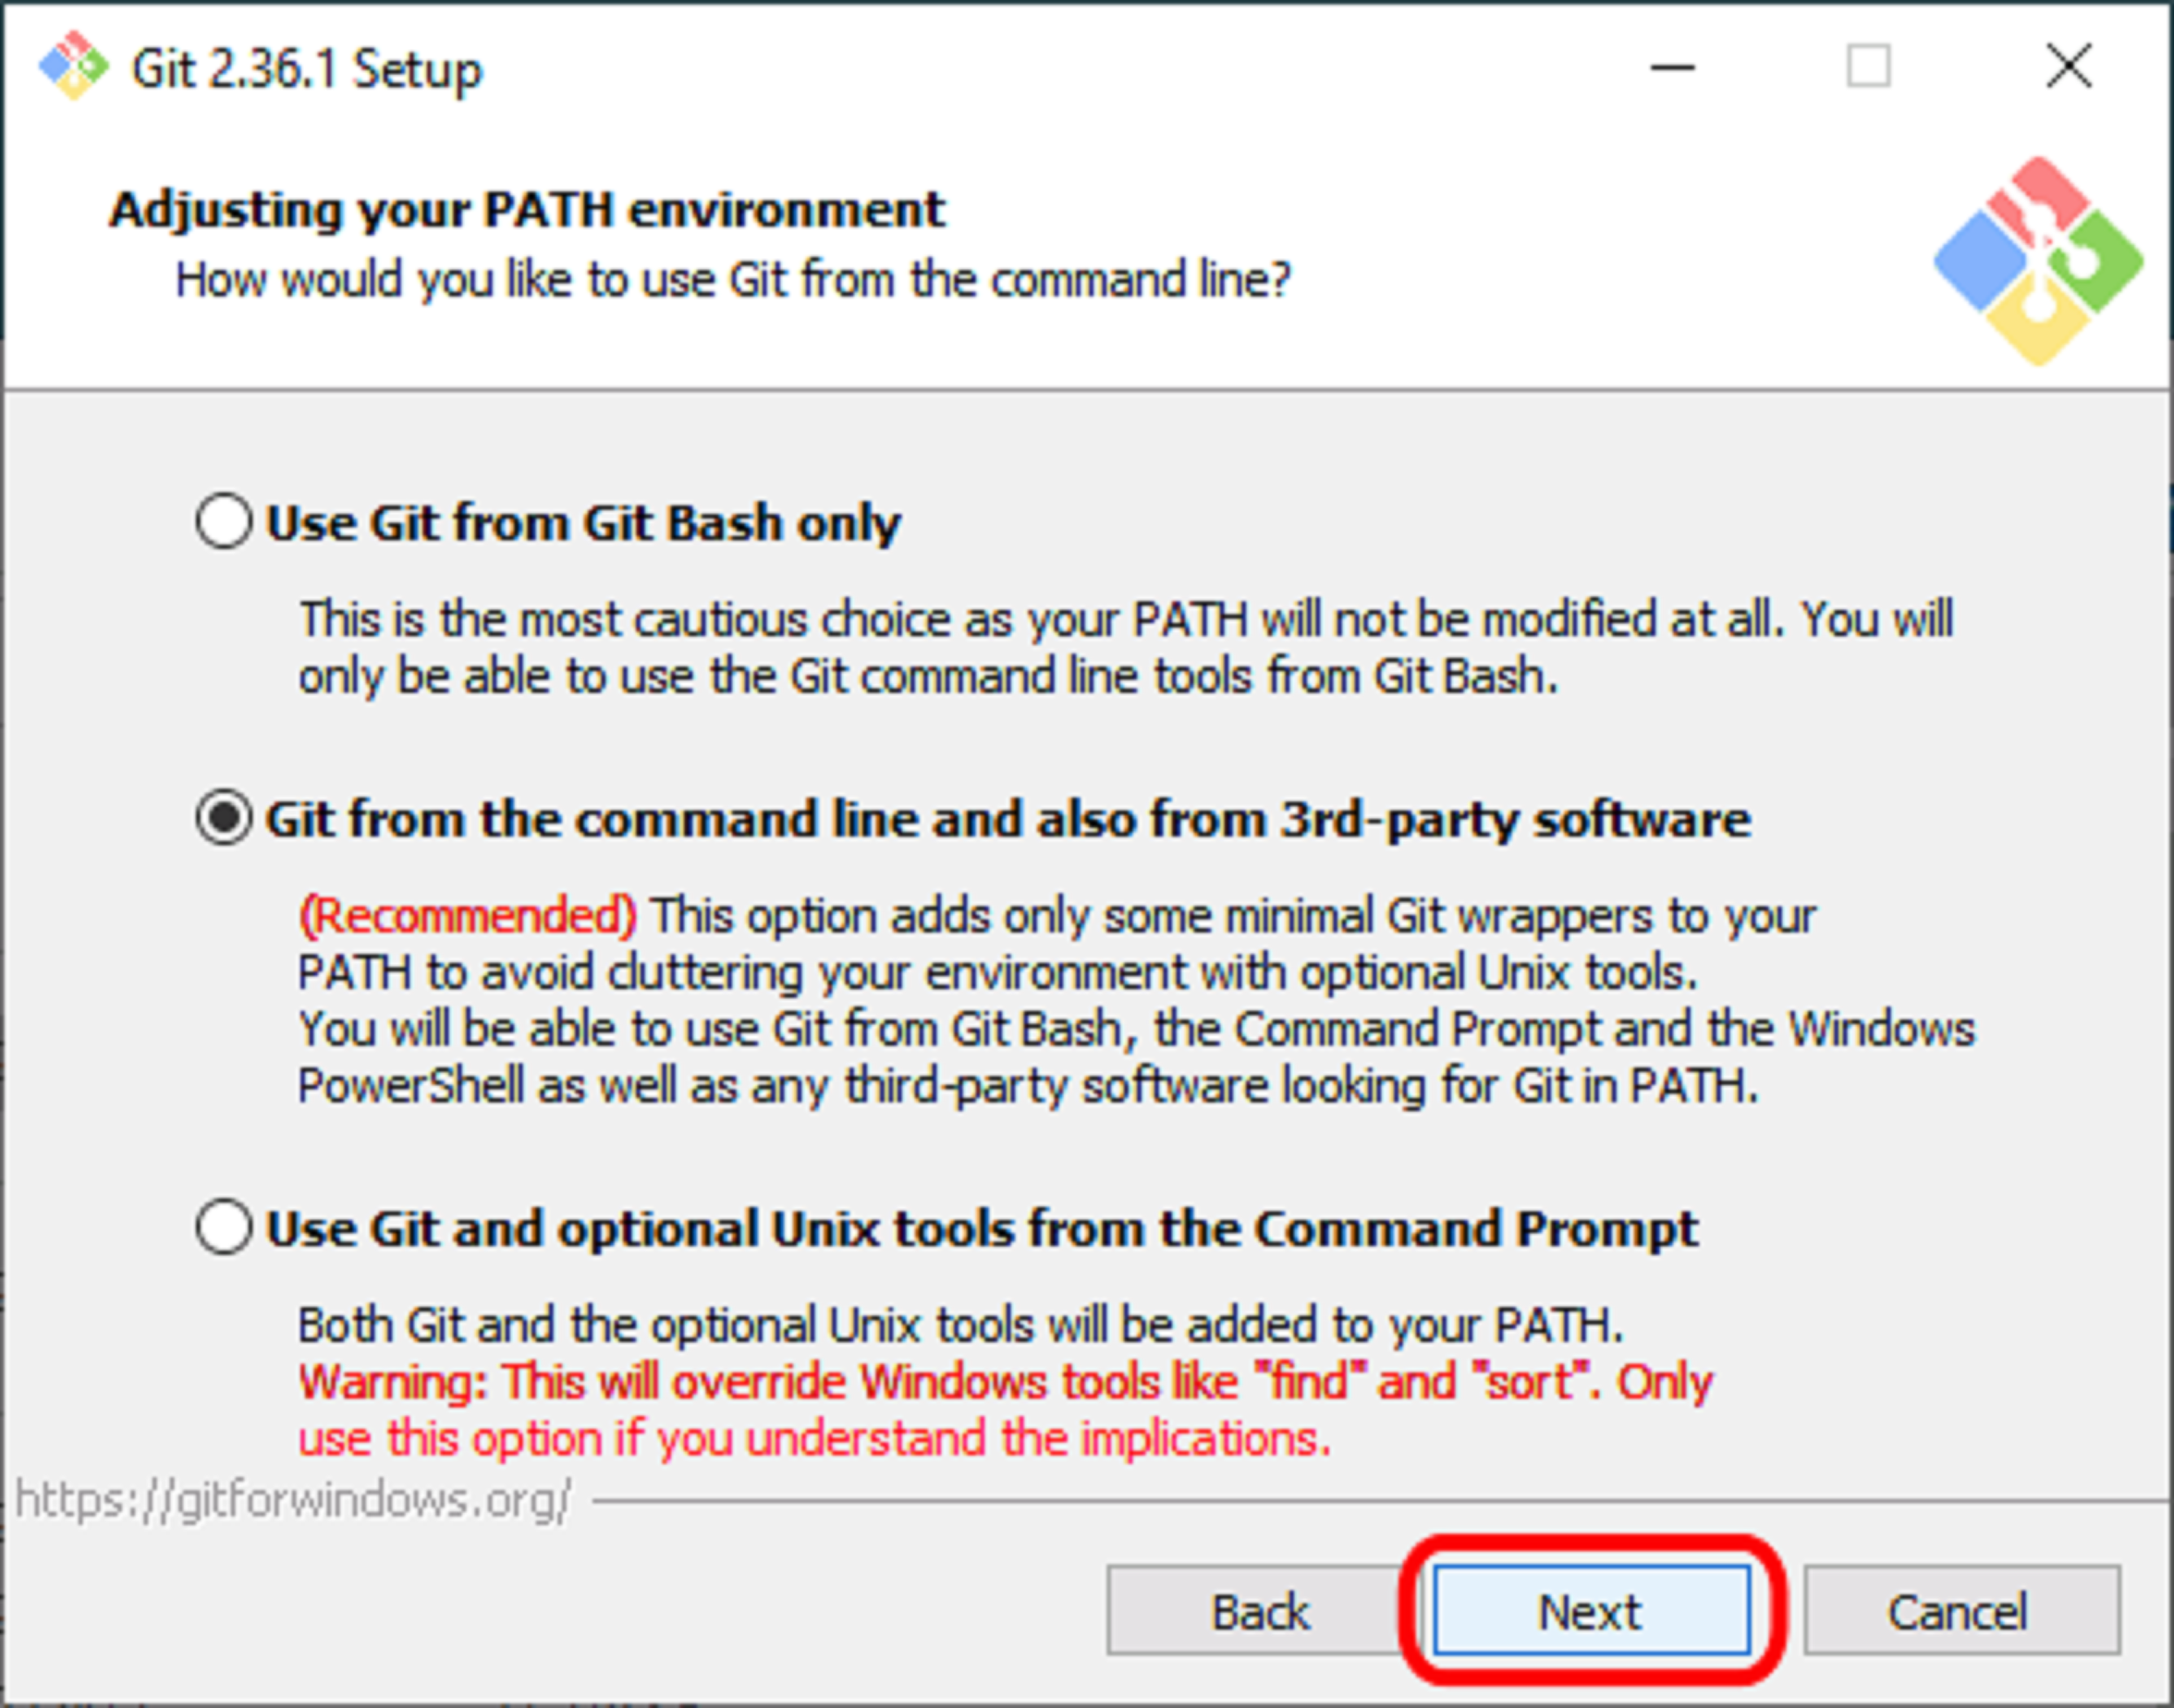 Git 2.36.1 Setup
Adjusting your PATH environment
How would you like to use Git from the command line?
Use Git from Git Bash only
This is the most cautious choice as your PATH will not be modified at all. You will
only be able to use the Git command line tools from Git Bash.
Git from the command line and also from 3rd-party software
(Recommended) This option adds only some minimal Git wrappers to your
PATH to avoid cluttering your environment with optional Unix tools.
You will be able to use Git from Git Bash, the Command Prompt and the Windows
PowerShell as well as any third-party software looking for Git in PATH.
Use Git and optional Unix tools from the Command Prompt
Both Git and the optional Unix tools will be added to your PATH.
Warning: This will override Windows tools like "find" and "sort". Only
use this option if you understand the implications.
https://gitforwindows.org/
Back Next Cancel